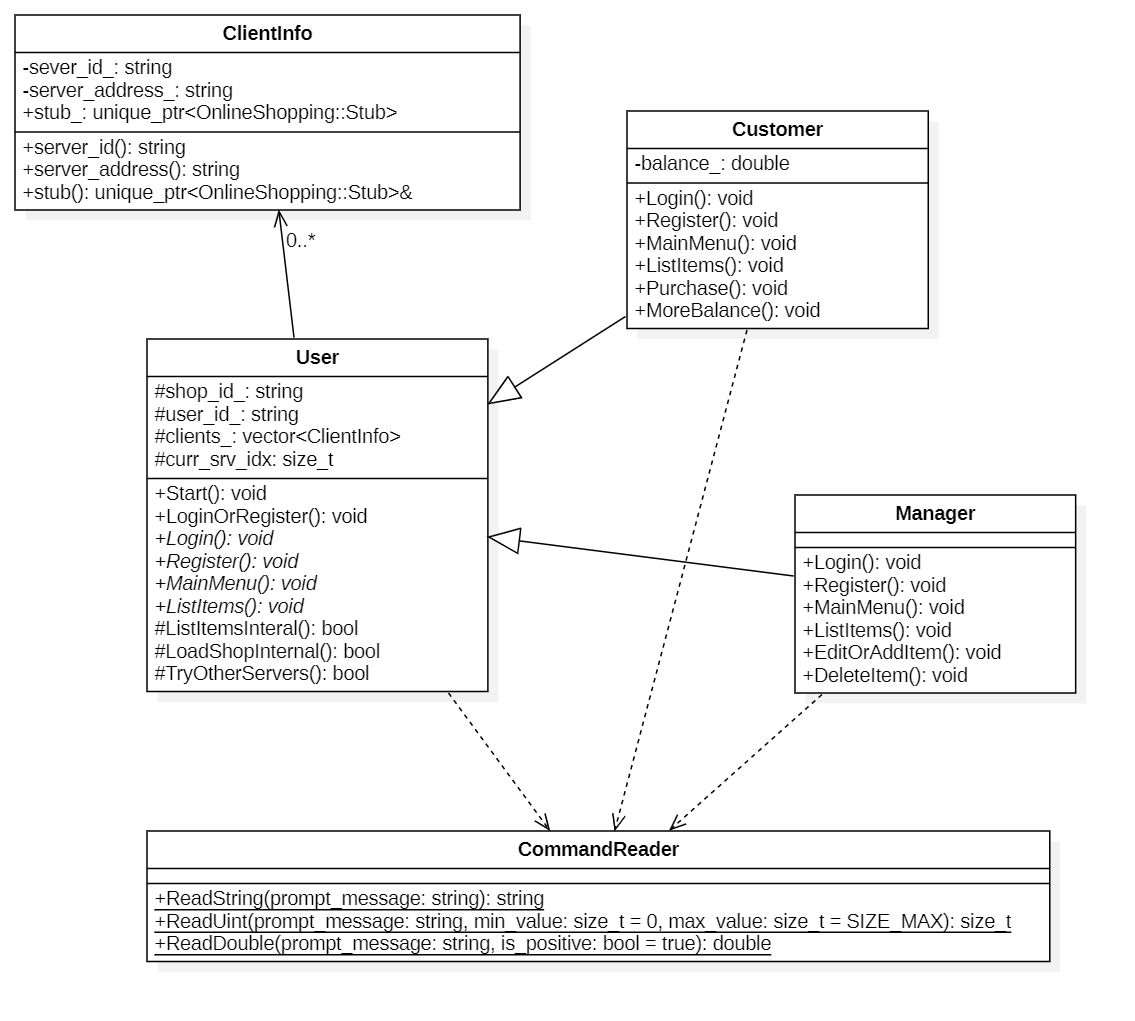 ClientInfo
-sever_id_: string
-server_address_: string
+stub_: unique_ptr<OnlineShopping::Stub>
+server_id(): string
+server_address(): string
+stub(): unique_ptr<OnlineShopping::Stub>&
0..*
Customer
-balance_: double
+Login(): void
+Register(): void
+MainMenu(): void
+ListItems(): void
+Purchase(): void
+MoreBalance(): void
User
#shop_id_: string
#user_id_: string
#clients_: vector<ClientInfo>
#curr_srv_idx: size_t
+Start(): void
+LoginOrRegister(): void
+Login(): void
+Register(): void
+MainMenu(): void
+ListItems(): void
#ListItemsInteral(): bool
#LoadShopInternal(): bool
#TryOtherServers(): bool
Manager
+Login(): void
+Register(): void
+MainMenu(): void
+ListItems(): void
+EditOrAddItem(): void
+DeleteItem(): void
CommandReader
+ReadString(prompt_message: string): string
+ReadUint(prompt_message: string, min_value: size_t = 0, max_value: size_t = SIZE_MAX): size_t
+ReadDouble(prompt_message: string, is_positive: bool = true): double